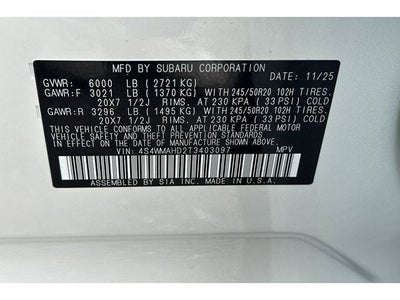 MFD BY SUBARU CORPORATION DATE: 11/25
GVWR: 6000 LB (2721 KG)
GAWR:F 3021 LB (1370 KG) WITH 245/50R20 102H TIRES.
20X7 1/2J RIMS. AT 230 KPA (33 PSI) COLD
GAWR:R 3296 LB (1495 KG) WITH 245/50R20 102H TIRES.
20X7 1/2J RIMS. AT 230 KPA (33 PSI) COLD
THIS VEHICLE CONFORMS TO ALL APPLICABLE FEDERAL MOTOR
VEHICLE SAFETY AND THEFT PREVENTION STANDARDS
IN EFFECT ON THE DATE OF MANUFACTURE SHOWN ABOVE.
VIN: 4S4WMAHD2T3403097 MPV
ASSEMBLED BY SIA INC. IN U.S.A.